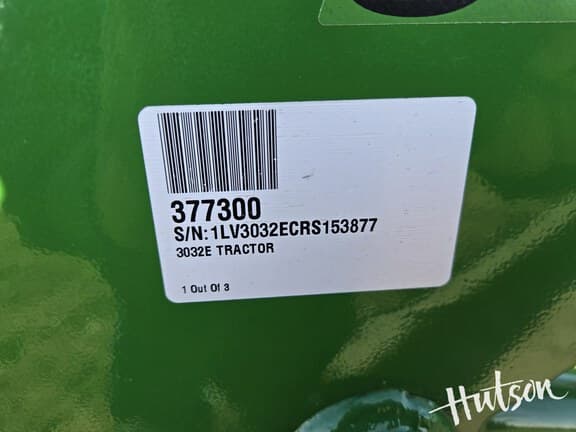 377300
S/N:1LV3032ECRS153877
3032E TRACTOR
1 Out Of 3
Hutson